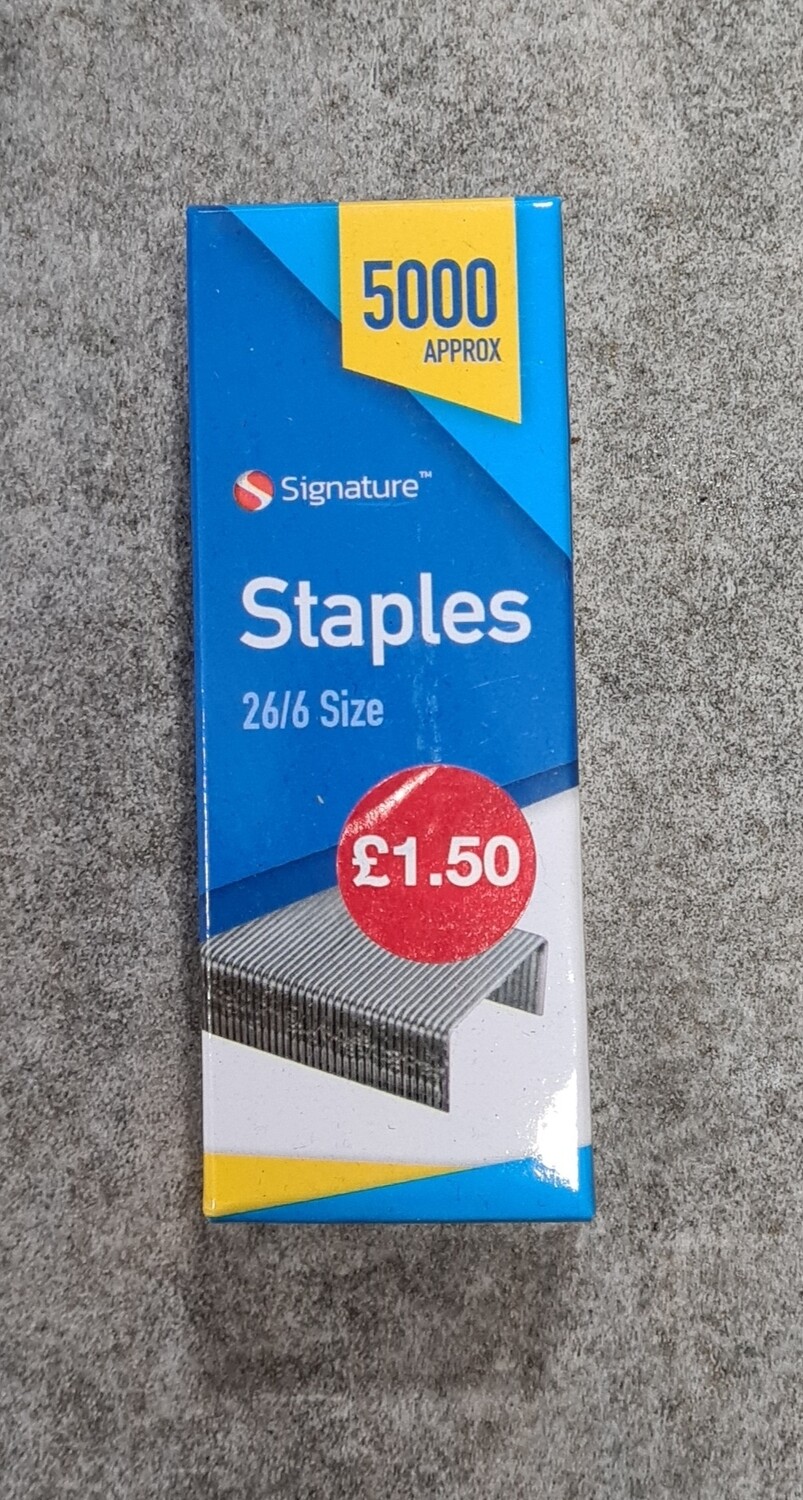 5000
APPROX
Signature™
Staples
26/6 Size
£1.50